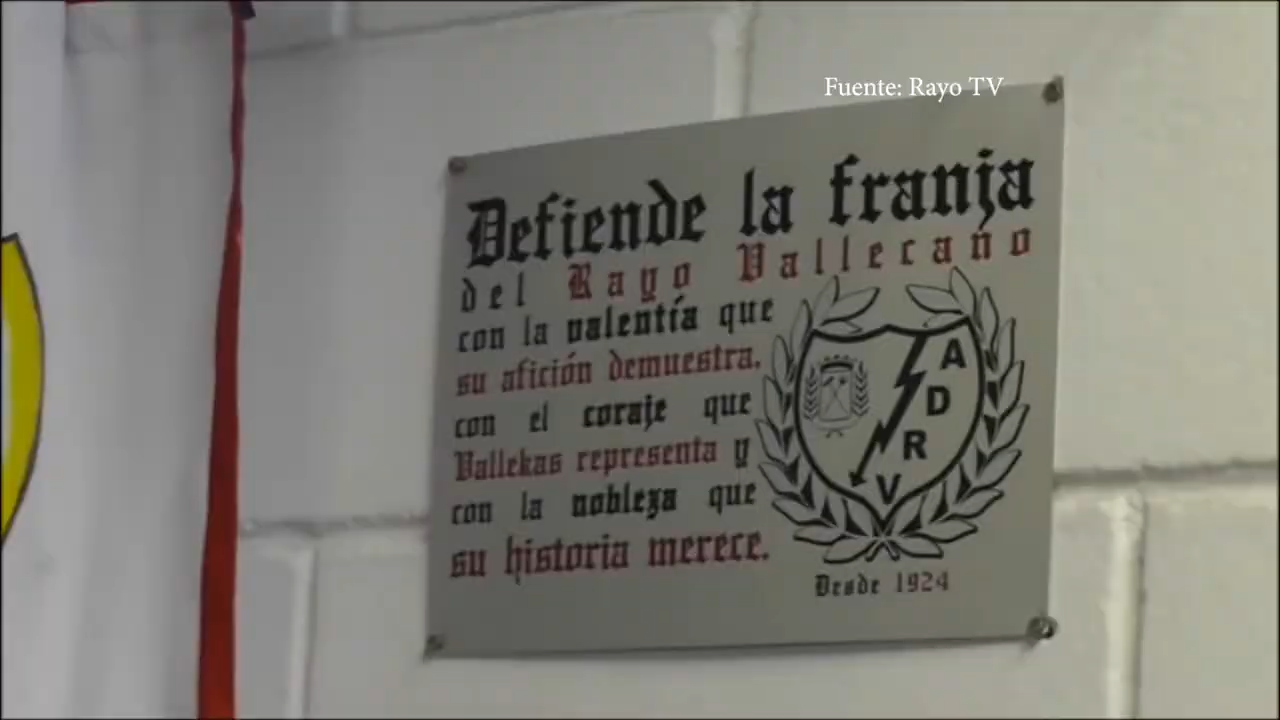 Fuente: Rayo TV
Defiende la franja
del Rayo Vallecano
con la valentía que
su afición demuestra,
con el coraje que
Vallekas representa y
con la nobleza que
su historia merece.
A
D
R
V
Desde 1924